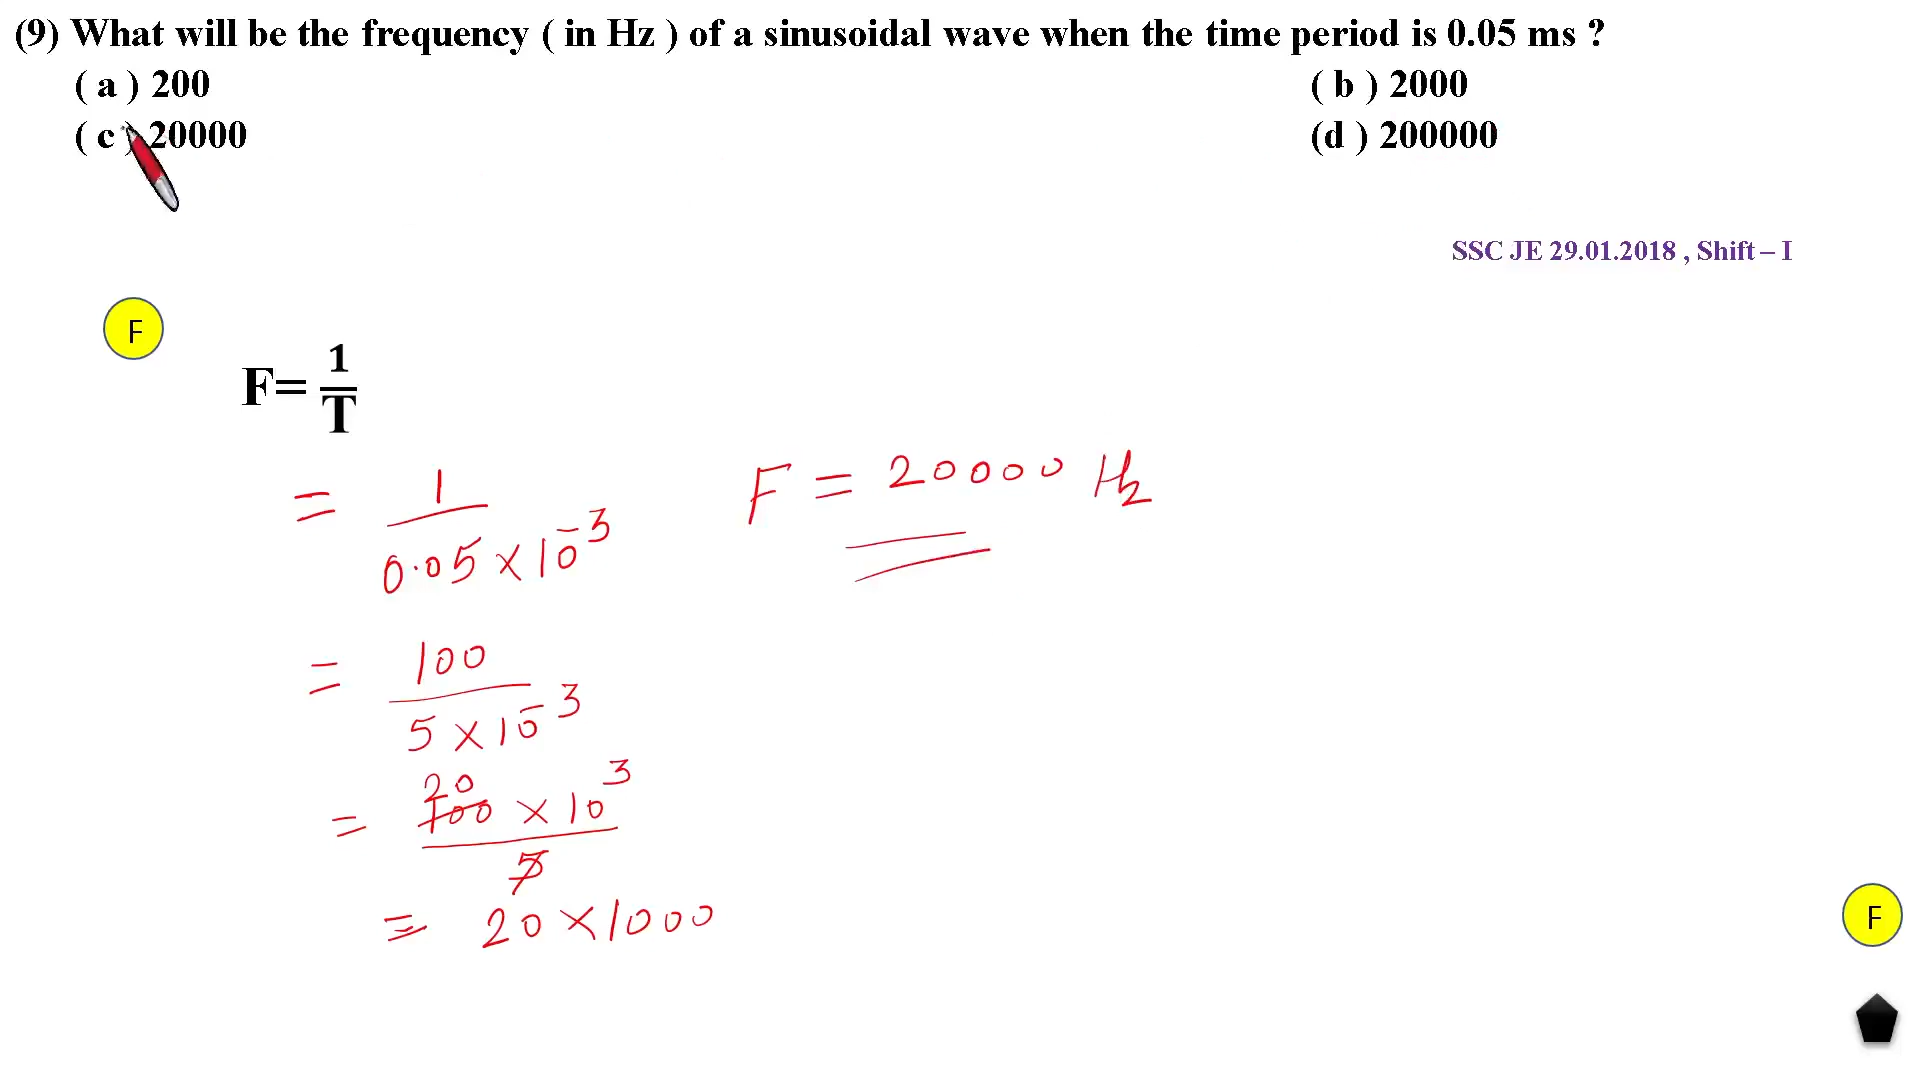 (9) What will be the frequency ( in Hz ) of a sinusoidal wave when the time period is 0.05 ms ?
( a ) 200 ( b ) 2000
( c ) 20000 (d ) 200000
SSC JE 29.01.2018 , Shift – I
F
F= 1/T
= 1/(0.05 × 10⁻³)
= 100/(5 × 10⁻³)
= 20 100 × 10³/5
= 20 × 1000
F = 20000 Hz
F